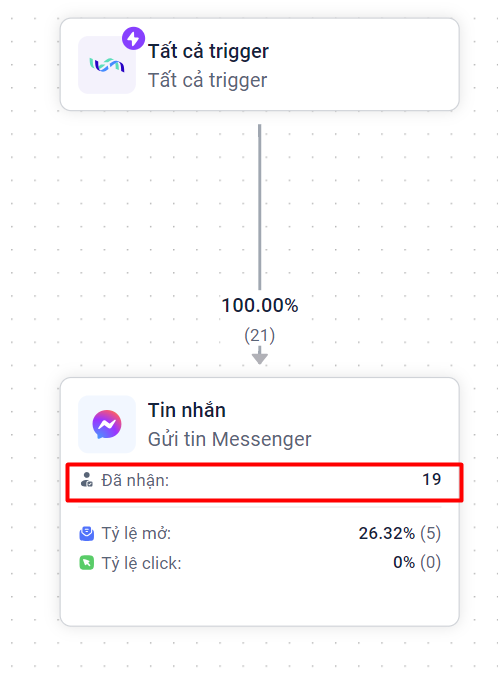 Tất cả trigger
Tất cả trigger
100.00%
(21)
Tin nhắn
Gửi tin Messenger
Đã nhận: 19
Tỷ lệ mở: 26.32% (5)
Tỷ lệ click: 0% (0)